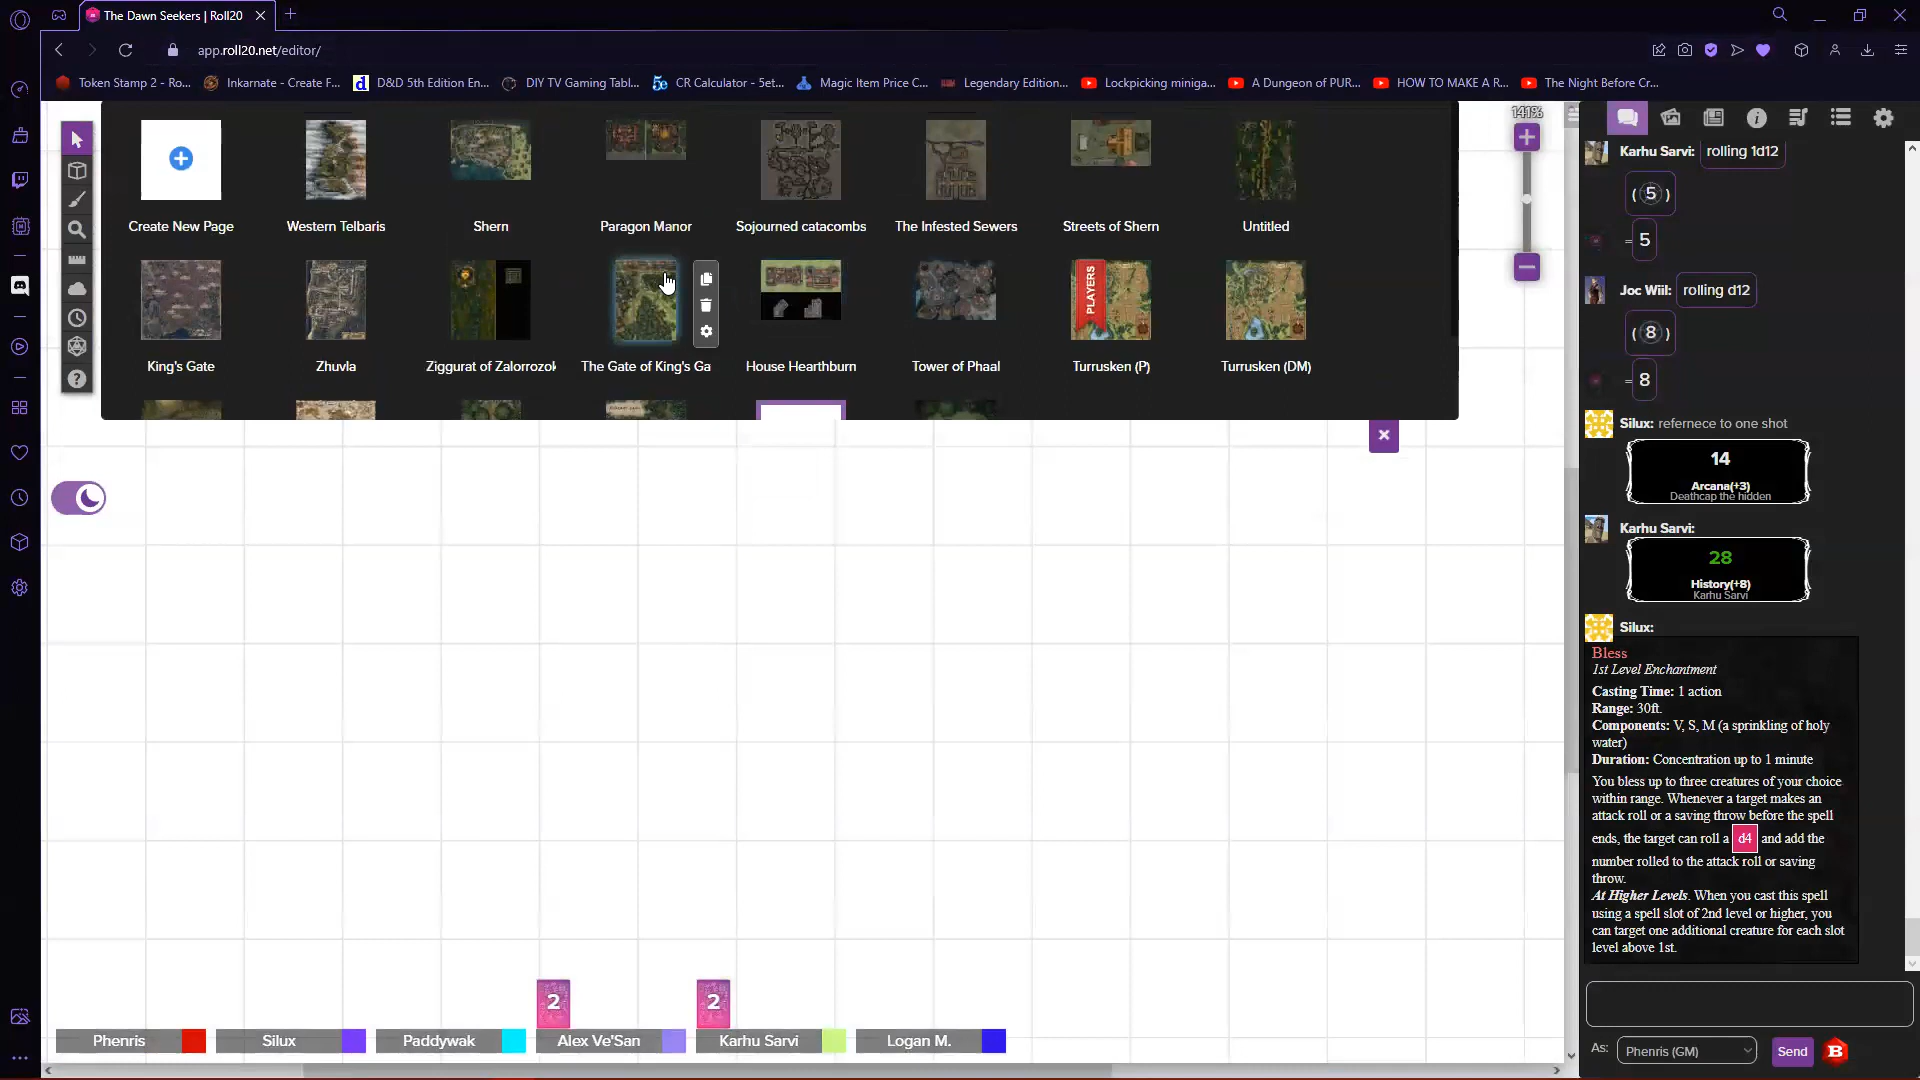 The Dawn Seekers | Roll20
app.roll20.net/editor/
Token Stamp 2 - Ro...
Inkarnate - Create F...
D&D 5th Edition En...
DIY TV Gaming Tabl...
CR Calculator - 5et...
Magic Item Price C...
Legendary Edition...
Lockpicking miniga...
A Dungeon of PUR...
HOW TO MAKE A R...
The Night Before Cr...
141%
Create New Page
Western Telbaris
Shern
Paragon Manor
Sojourned catacombs
The Infested Sewers
Streets of Shern
Untitled
PLAYERS
King's Gate
Zhuvla
Ziggurat of Zalorrozok
The Gate of King's Ga
House Hearthburn
Tower of Phaal
Turrusken (P)
Turrusken (DM)
Karhu Sarvi: rolling 1d12
(5)
=5
Joc Wiil: rolling d12
(8)
=8
Silux: refernece to one shot
14
Arcana(+3)
Deathcap the hidden
Karhu Sarvi:
28
History(+8)
Karhu Sarvi
Silux:
Bless
1st Level Enchantment
Casting Time: 1 action
Range: 30ft.
Components: V, S, M (a sprinkling of holy
water)
Duration: Concentration up to 1 minute
You bless up to three creatures of your choice
within range. Whenever a target makes an
attack roll or a saving throw before the spell
ends, the target can roll a d4 and add the
number rolled to the attack roll or saving
throw.
At Higher Levels. When you cast this spell
using a spell slot of 2nd level or higher, you
can target one additional creature for each slot
level above 1st.
2
2
Phenris
Silux
Paddywak
Alex Ve'San
Karhu Sarvi
Logan M.
As: Phenris (GM)
Send
B